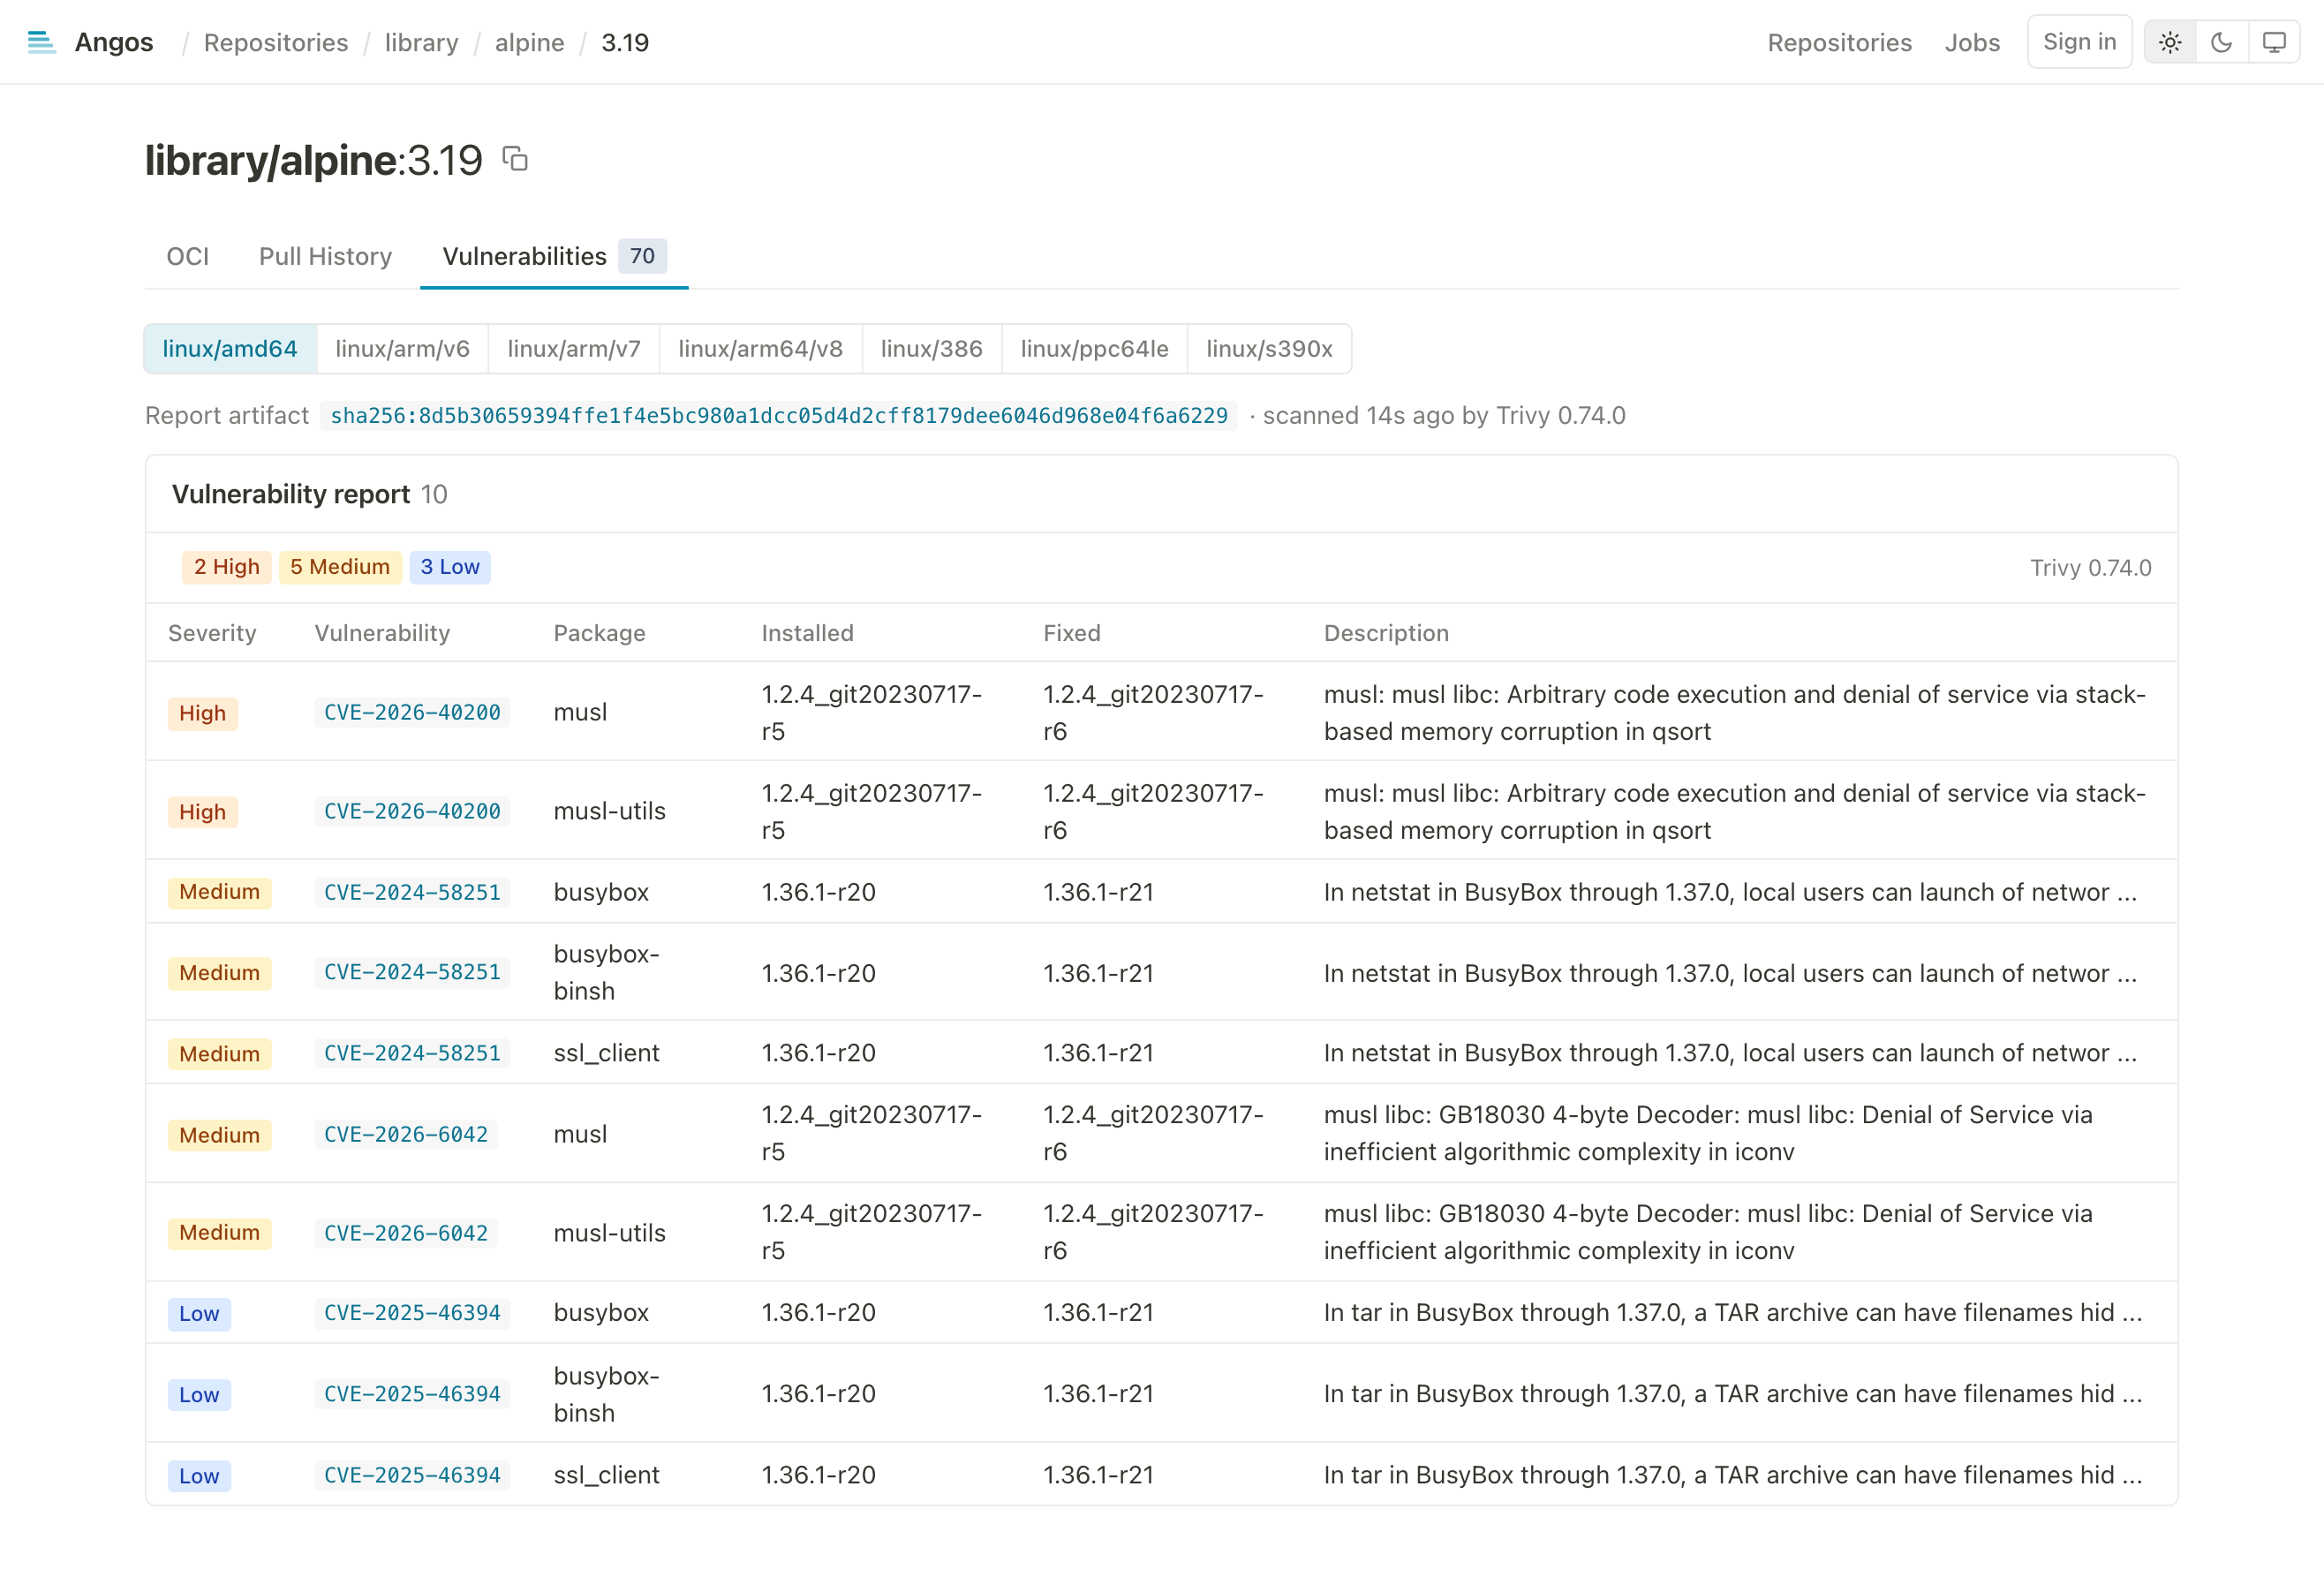 Angos / Repositories / library / alpine / 3.19 Repositories Jobs Sign in
library/alpine:3.19
OCI Pull History Vulnerabilities 70
linux/amd64 linux/arm/v6 linux/arm/v7 linux/arm64/v8 linux/386 linux/ppc64le linux/s390x
Report artifact sha256:8d5b30659394ffe1f4e5bc980a1dcc05d4d2cff8179dee6046d968e04f6a6229 · scanned 14s ago by Trivy 0.74.0
Vulnerability report 10
2 High 5 Medium 3 Low Trivy 0.74.0
Severity Vulnerability Package Installed Fixed Description
High CVE-2026-40200 musl 1.2.4_git20230717-r5 1.2.4_git20230717-r6 musl: musl libc: Arbitrary code execution and denial of service via stack-based memory corruption in qsort
High CVE-2026-40200 musl-utils 1.2.4_git20230717-r5 1.2.4_git20230717-r6 musl: musl libc: Arbitrary code execution and denial of service via stack-based memory corruption in qsort
Medium CVE-2024-58251 busybox 1.36.1-r20 1.36.1-r21 In netstat in BusyBox through 1.37.0, local users can launch of networ ...
Medium CVE-2024-58251 busybox-binsh 1.36.1-r20 1.36.1-r21 In netstat in BusyBox through 1.37.0, local users can launch of networ ...
Medium CVE-2024-58251 ssl_client 1.36.1-r20 1.36.1-r21 In netstat in BusyBox through 1.37.0, local users can launch of networ ...
Medium CVE-2026-6042 musl 1.2.4_git20230717-r5 1.2.4_git20230717-r6 musl libc: GB18030 4-byte Decoder: musl libc: Denial of Service via inefficient algorithmic complexity in iconv
Medium CVE-2026-6042 musl-utils 1.2.4_git20230717-r5 1.2.4_git20230717-r6 musl libc: GB18030 4-byte Decoder: musl libc: Denial of Service via inefficient algorithmic complexity in iconv
Low CVE-2025-46394 busybox 1.36.1-r20 1.36.1-r21 In tar in BusyBox through 1.37.0, a TAR archive can have filenames hid ...
Low CVE-2025-46394 busybox-binsh 1.36.1-r20 1.36.1-r21 In tar in BusyBox through 1.37.0, a TAR archive can have filenames hid ...
Low CVE-2025-46394 ssl_client 1.36.1-r20 1.36.1-r21 In tar in BusyBox through 1.37.0, a TAR archive can have filenames hid ...